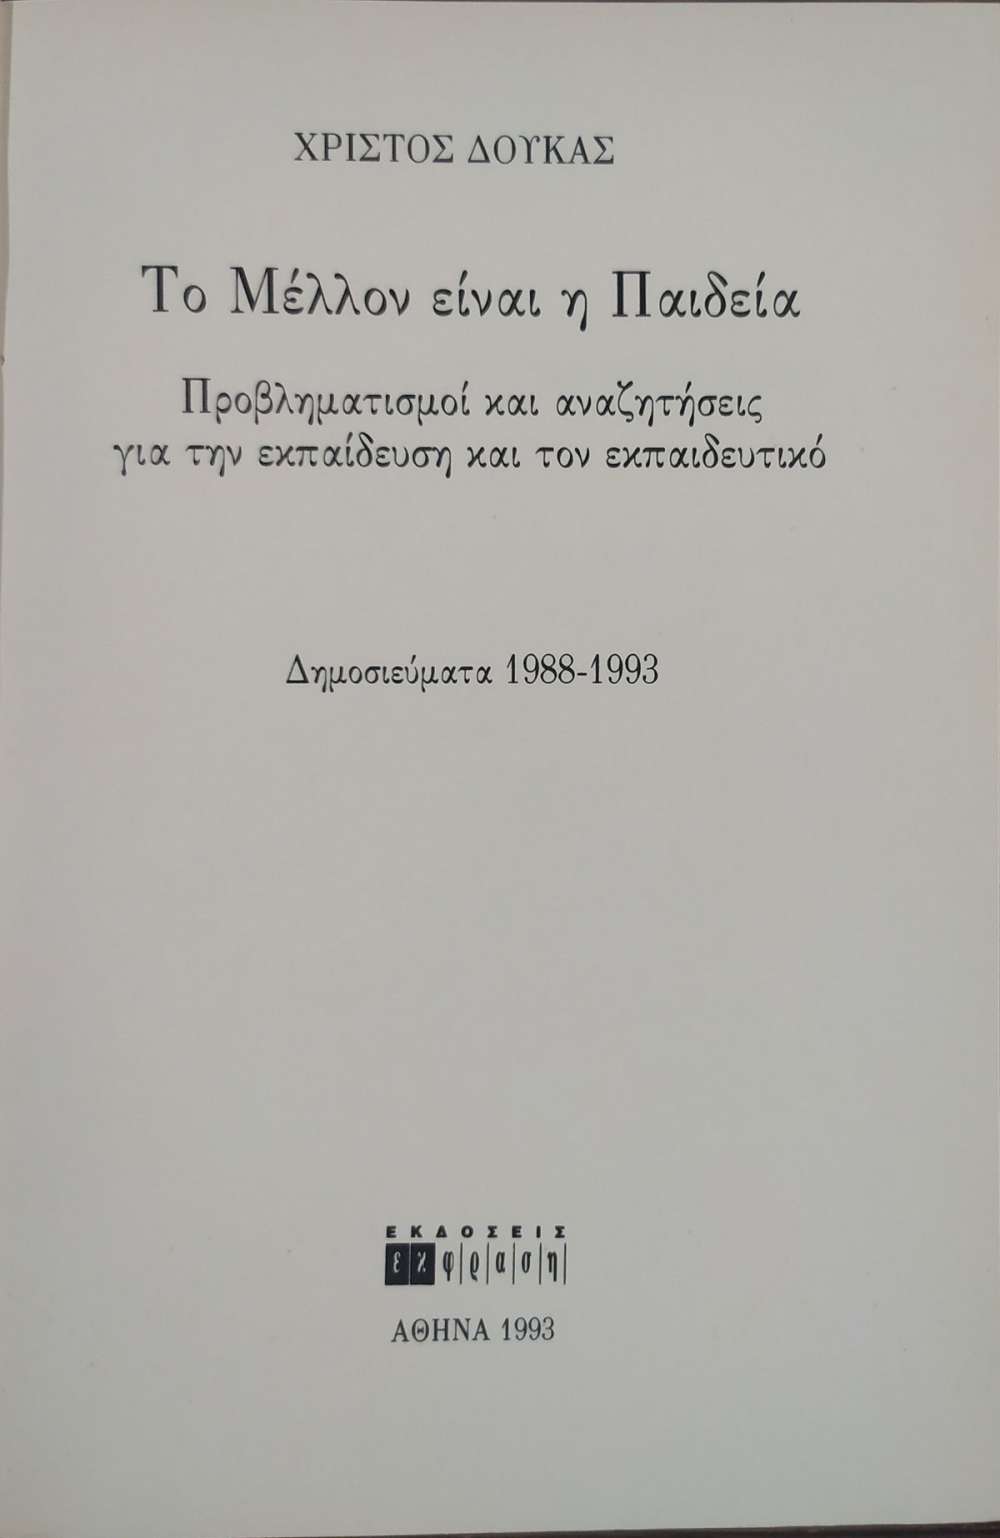 ΧΡΙΣΤΟΣ ΔΟΥΚΑΣ
Το Μέλλον είναι η Παιδεία
Προβληματισμοί και αναζητήσεις
για την εκπαίδευση και τον εκπαιδευτικό
Δημοσιεύματα 1988-1993
ΕΚΔΟΣΕΙΣ
εκφραση
ΑΘΗΝΑ 1993